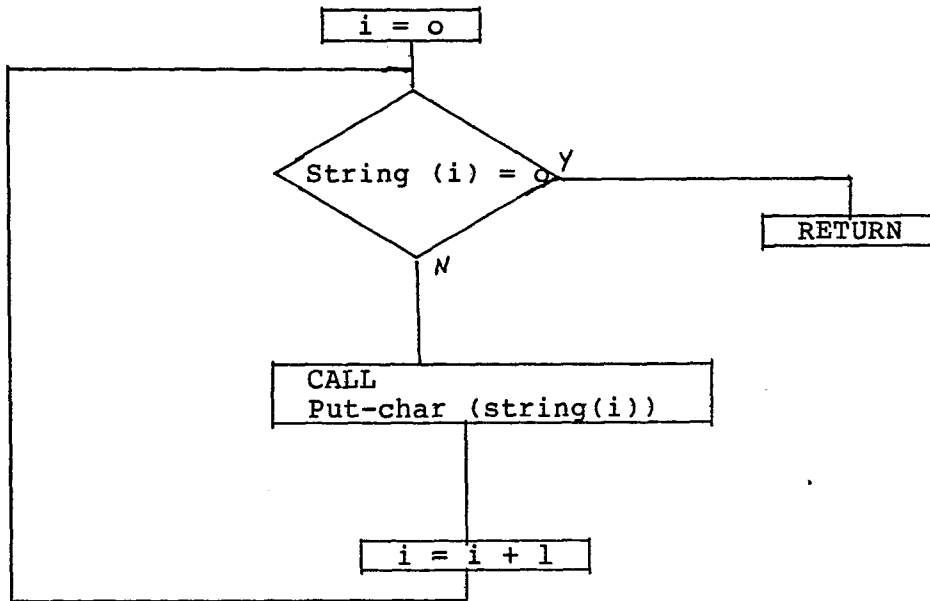 i = o
String (i) = o
Y
RETURN
N
CALL
Put-char (string(i))
i = i + 1